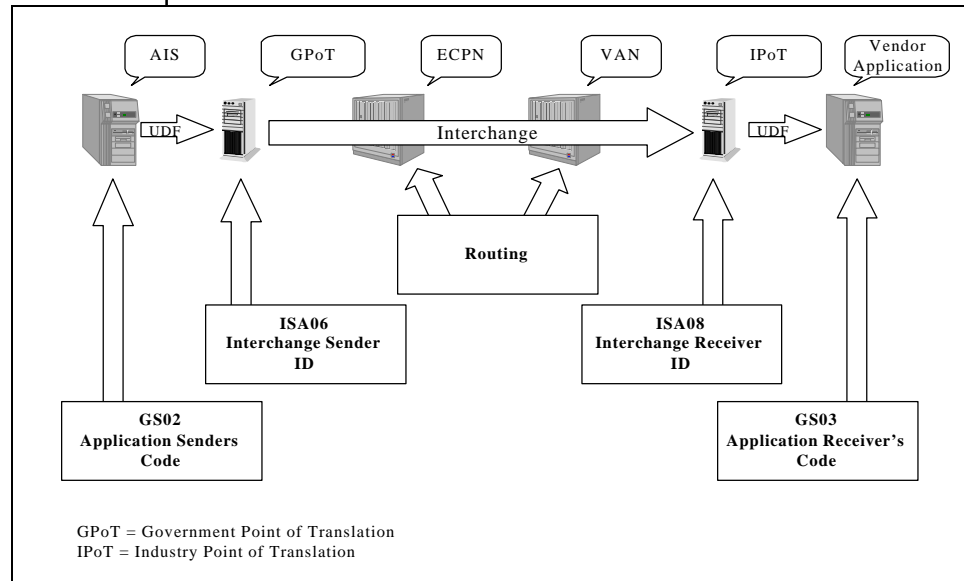 AIS
GPoT
ECPN
VAN
IPoT
Vendor
Application
UDF
Interchange
UDF
Routing
ISA06
Interchange Sender
ID
ISA08
Interchange Receiver
ID
GS02
Application Senders
Code
GS03
Application Receiver's
Code
GPoT = Government Point of Translation
IPoT = Industry Point of Translation